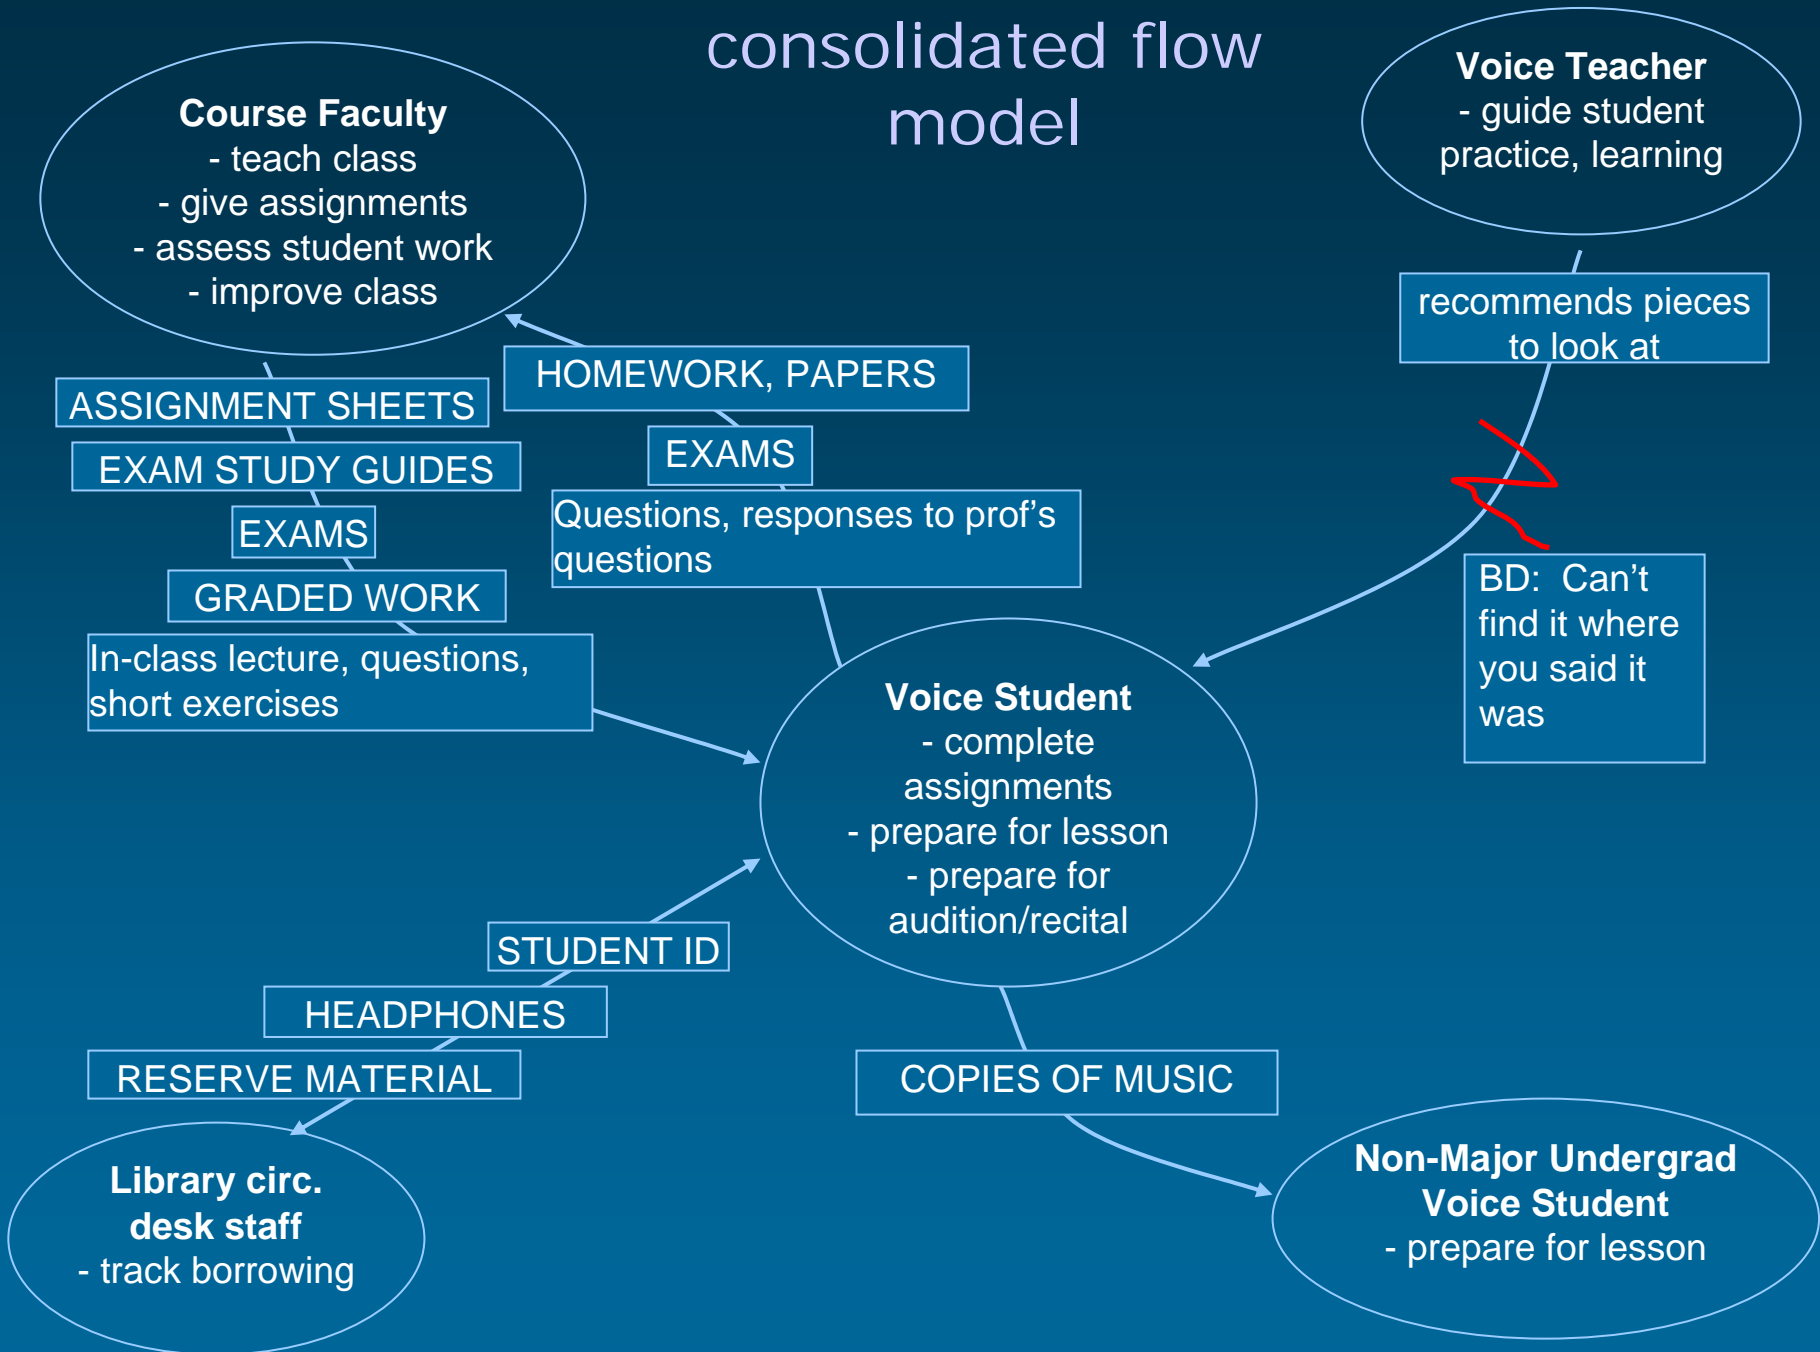 consolidated flow
model
Course Faculty
- teach class
- give assignments
- assess student work
- improve class
Voice Teacher
- guide student
practice, learning
recommends pieces
to look at
HOMEWORK, PAPERS
EXAMS
Questions, responses to prof’s
questions
ASSIGNMENT SHEETS
EXAM STUDY GUIDES
EXAMS
GRADED WORK
In-class lecture, questions,
short exercises
BD:  Can’t
find it where
you said it
was
Voice Student
- complete
assignments
- prepare for lesson
- prepare for
audition/recital
STUDENT ID
HEADPHONES
RESERVE MATERIAL
COPIES OF MUSIC
Library circ.
desk staff
- track borrowing
Non-Major Undergrad
Voice Student
- prepare for lesson